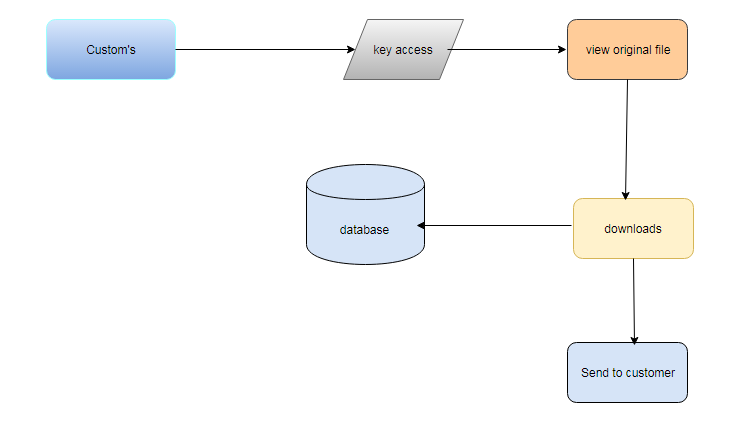 Custom's
key access
view original file
database
downloads
Send to customer